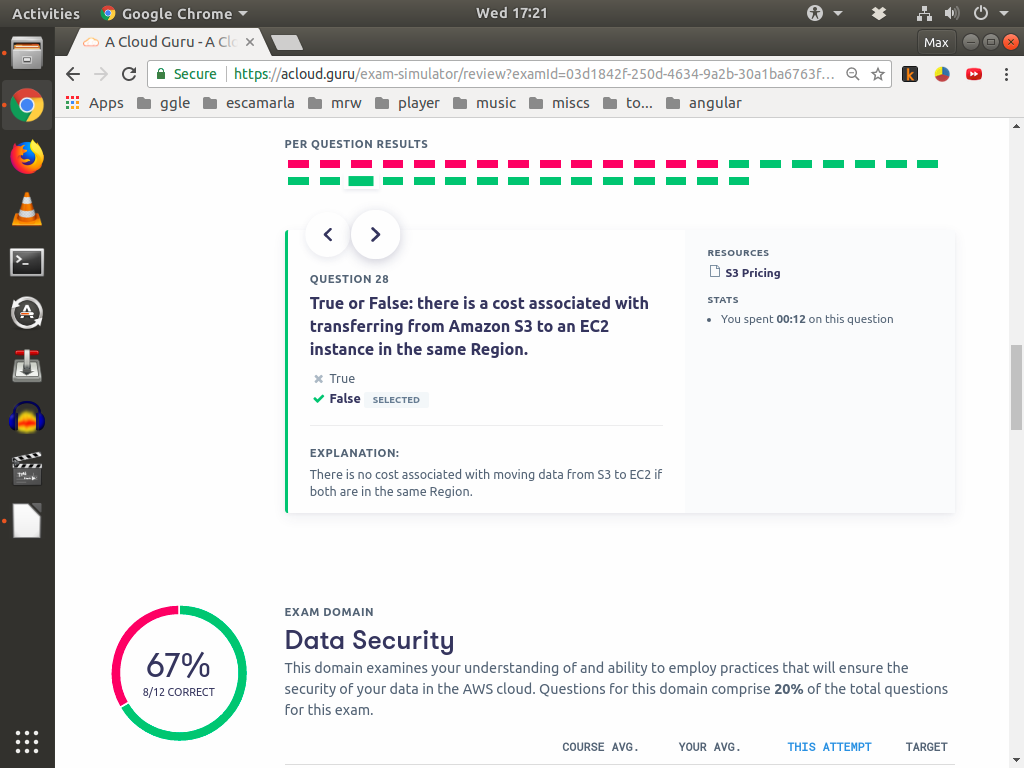 Activities Google Chrome Wed 17:21
A Cloud Guru - A Clo Max
Secure https://acloud.guru/exam-simulator/review?examId=03d1842f-250d-4634-9a2b-30a1ba6763f...
Apps ggle escamarla mrw player music miscs to... angular
PER QUESTION RESULTS
QUESTION 28
True or False: there is a cost associated with
transferring from Amazon S3 to an EC2
instance in the same Region.
True
False SELECTED
EXPLANATION:
There is no cost associated with moving data from S3 to EC2 if
both are in the same Region.
RESOURCES
S3 Pricing
STATS
• You spent 00:12 on this question
67%
8/12 CORRECT
EXAM DOMAIN
Data Security
This domain examines your understanding of and ability to employ practices that will ensure the
security of your data in the AWS cloud. Questions for this domain comprise 20% of the total questions
for this exam.
COURSE AVG. YOUR AVG. THIS ATTEMPT TARGET